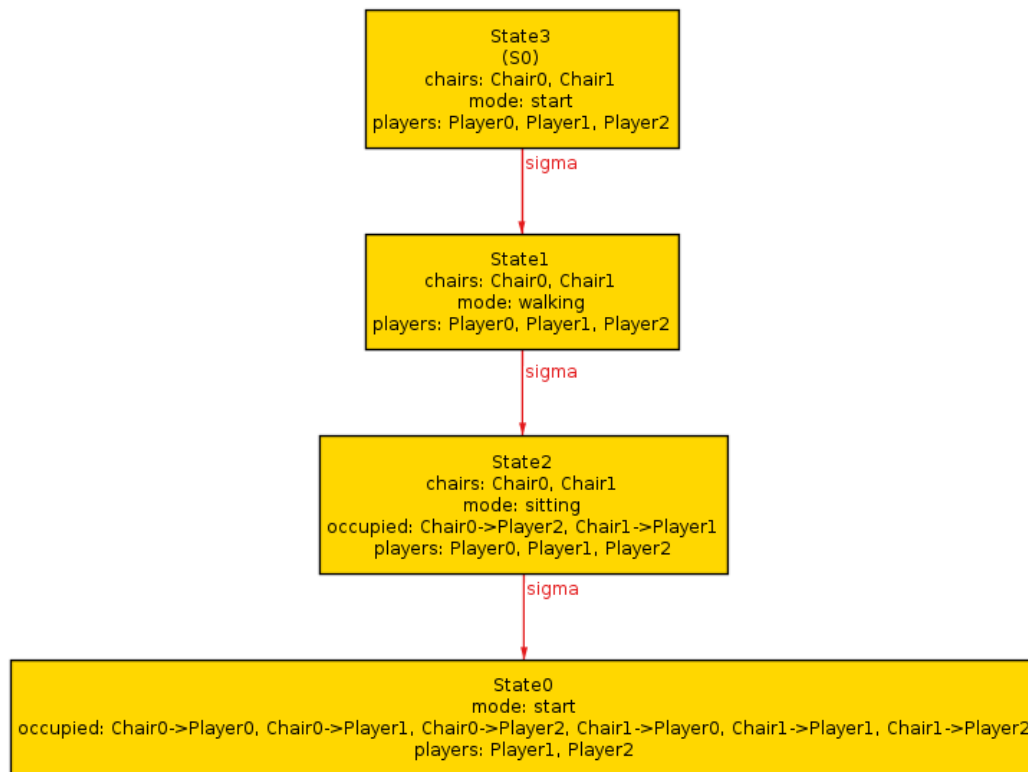 State3
(S0)
chairs: Chair0, Chair1
mode: start
players: Player0, Player1, Player2
sigma
State1
chairs: Chair0, Chair1
mode: walking
players: Player0, Player1, Player2
sigma
State2
chairs: Chair0, Chair1
mode: sitting
occupied: Chair0->Player2, Chair1->Player1
players: Player0, Player1, Player2
sigma
State0
mode: start
occupied: Chair0->Player0, Chair0->Player1, Chair0->Player2, Chair1->Player0, Chair1->Player1, Chair1->Player2
players: Player1, Player2